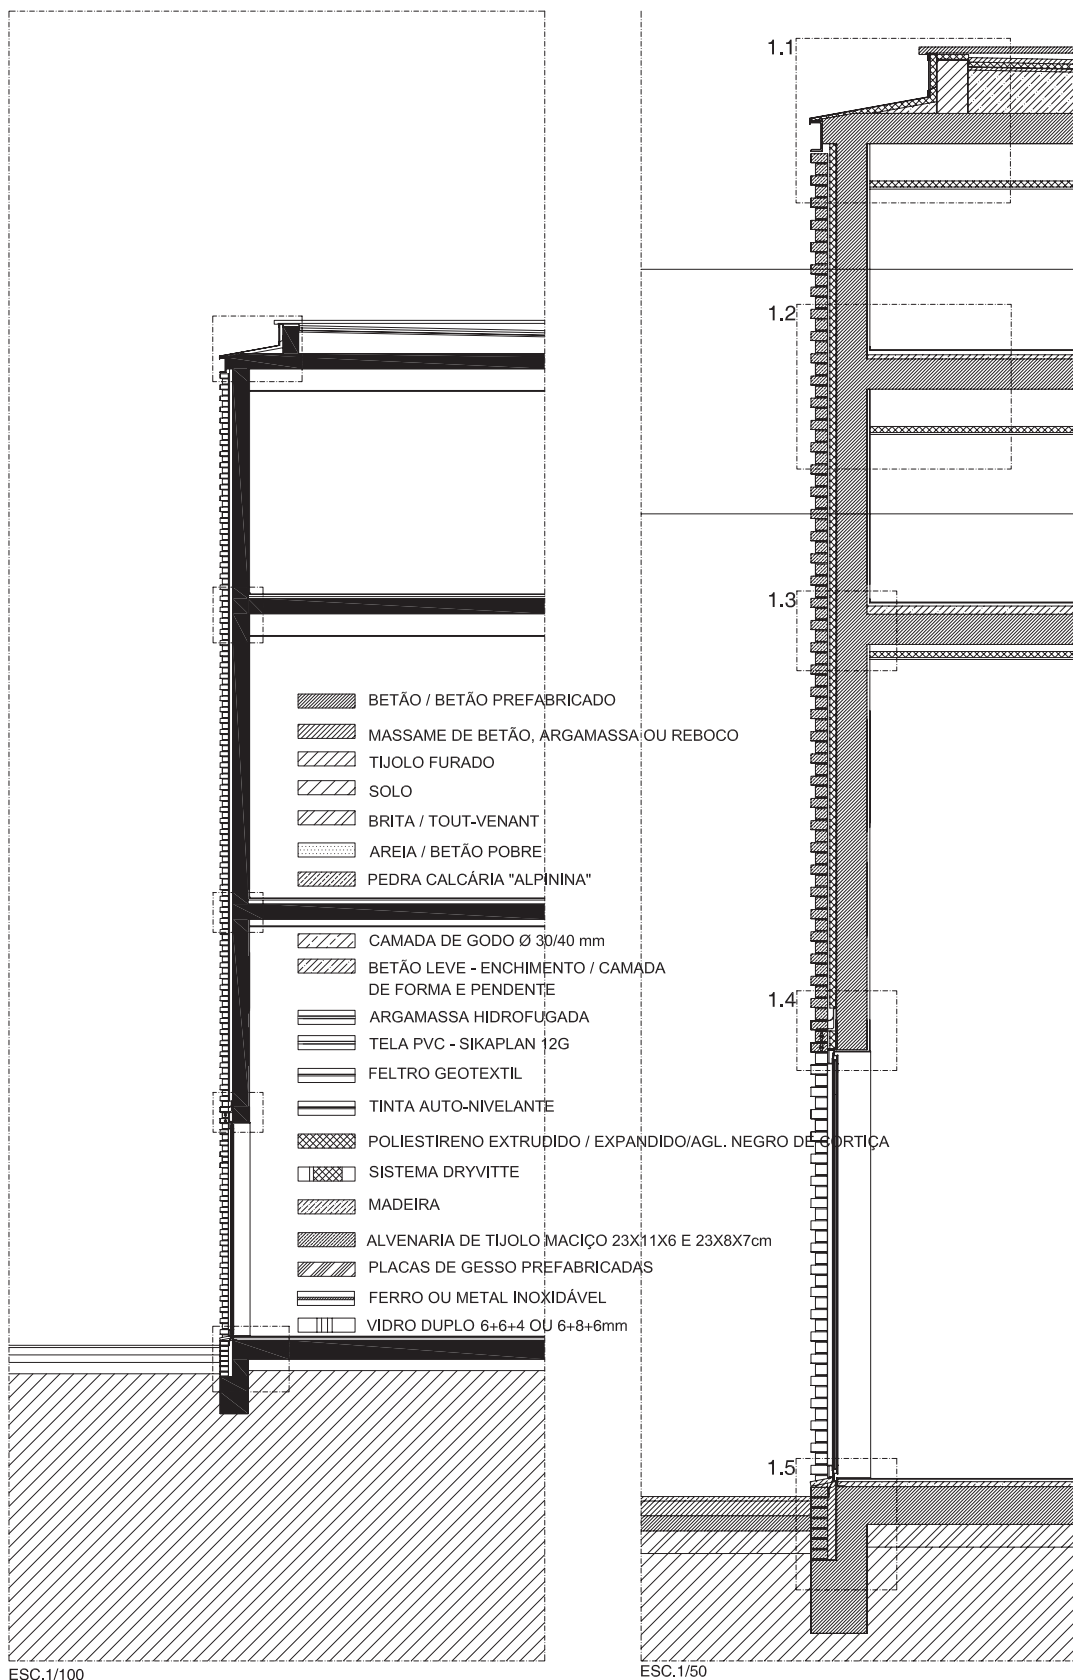 1.1
1.2
1.3
BETÃO / BETÃO PREFABRICADO
MASSAME DE BETÃO, ARGAMASSA OU REBOCO
TIJOLO FURADO
SOLO
BRITA / TOUT-VENANT
AREIA / BETÃO POBRE
PEDRA CALCÁRIA "ALPININA"
CAMADA DE GODO Ø 30/40 mm
BETÃO LEVE - ENCHIMENTO / CAMADA
DE FORMA E PENDENTE
1.4
ARGAMASSA HIDROFUGADA
TELA PVC - SIKAPLAN 12G
FELTRO GEOTEXTIL
TINTA AUTO-NIVELANTE
POLIESTIRENO EXTRUDIDO / EXPANDIDO/AGL. NEGRO DE CORTIÇA
SISTEMA DRYVITTE
MADEIRA
ALVENARIA DE TIJOLO MACIÇO 23X11X6 E 23X8X7cm
PLACAS DE GESSO PREFABRICADAS
FERRO OU METAL INOXIDÁVEL
VIDRO DUPLO 6+6+4 OU 6+8+6mm
1.5
ESC.1/100
ESC.1/50